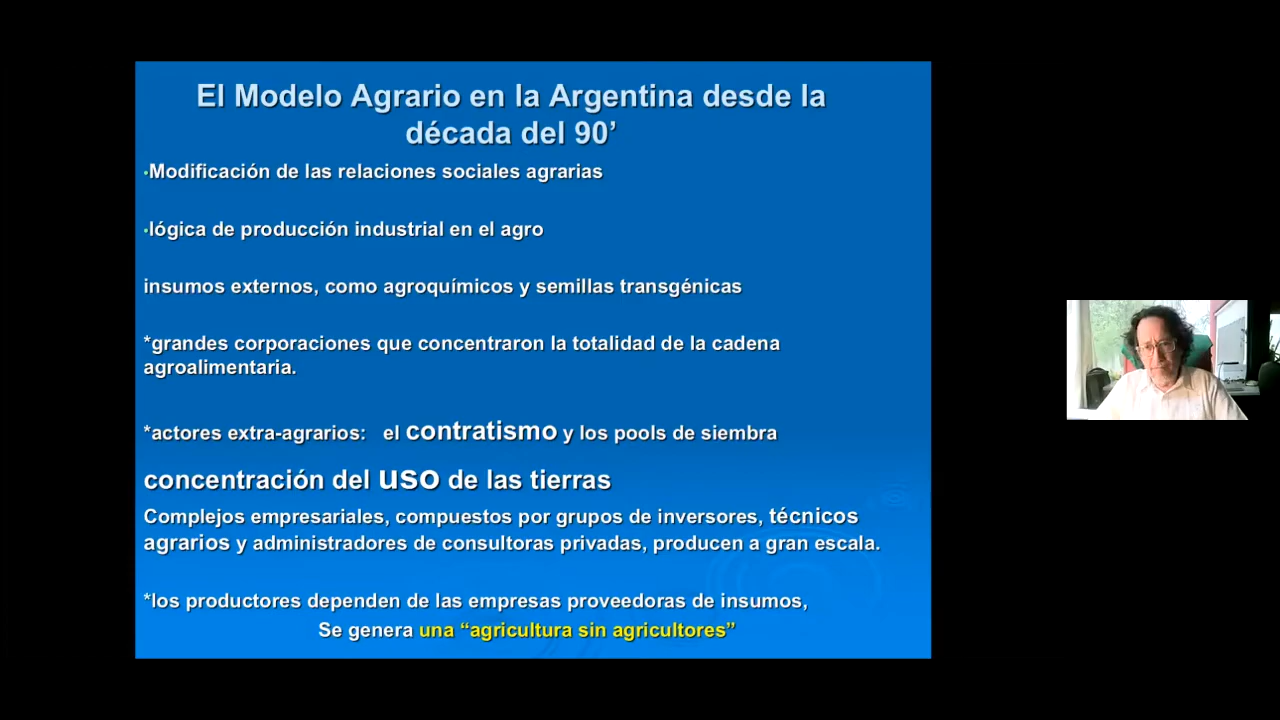 El Modelo Agrario en la Argentina desde la
década del 90’
•Modificación de las relaciones sociales agrarias
•lógica de producción industrial en el agro
insumos externos, como agroquímicos y semillas transgénicas
*grandes corporaciones que concentraron la totalidad de la cadena
agroalimentaria.
*actores extra-agrarios: el contratismo y los pools de siembra
concentración del uso de las tierras
Complejos empresariales, compuestos por grupos de inversores, técnicos
agrarios y administradores de consultoras privadas, producen a gran escala.
*los productores dependen de las empresas proveedoras de insumos,
Se genera una “agricultura sin agricultores”